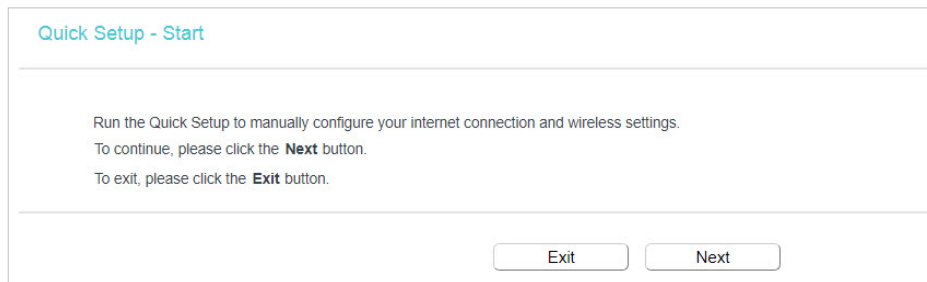 Quick Setup - Start
Run the Quick Setup to manually configure your internet connection and wireless settings.
To continue, please click the Next button.
To exit, please click the Exit button.
Exit Next